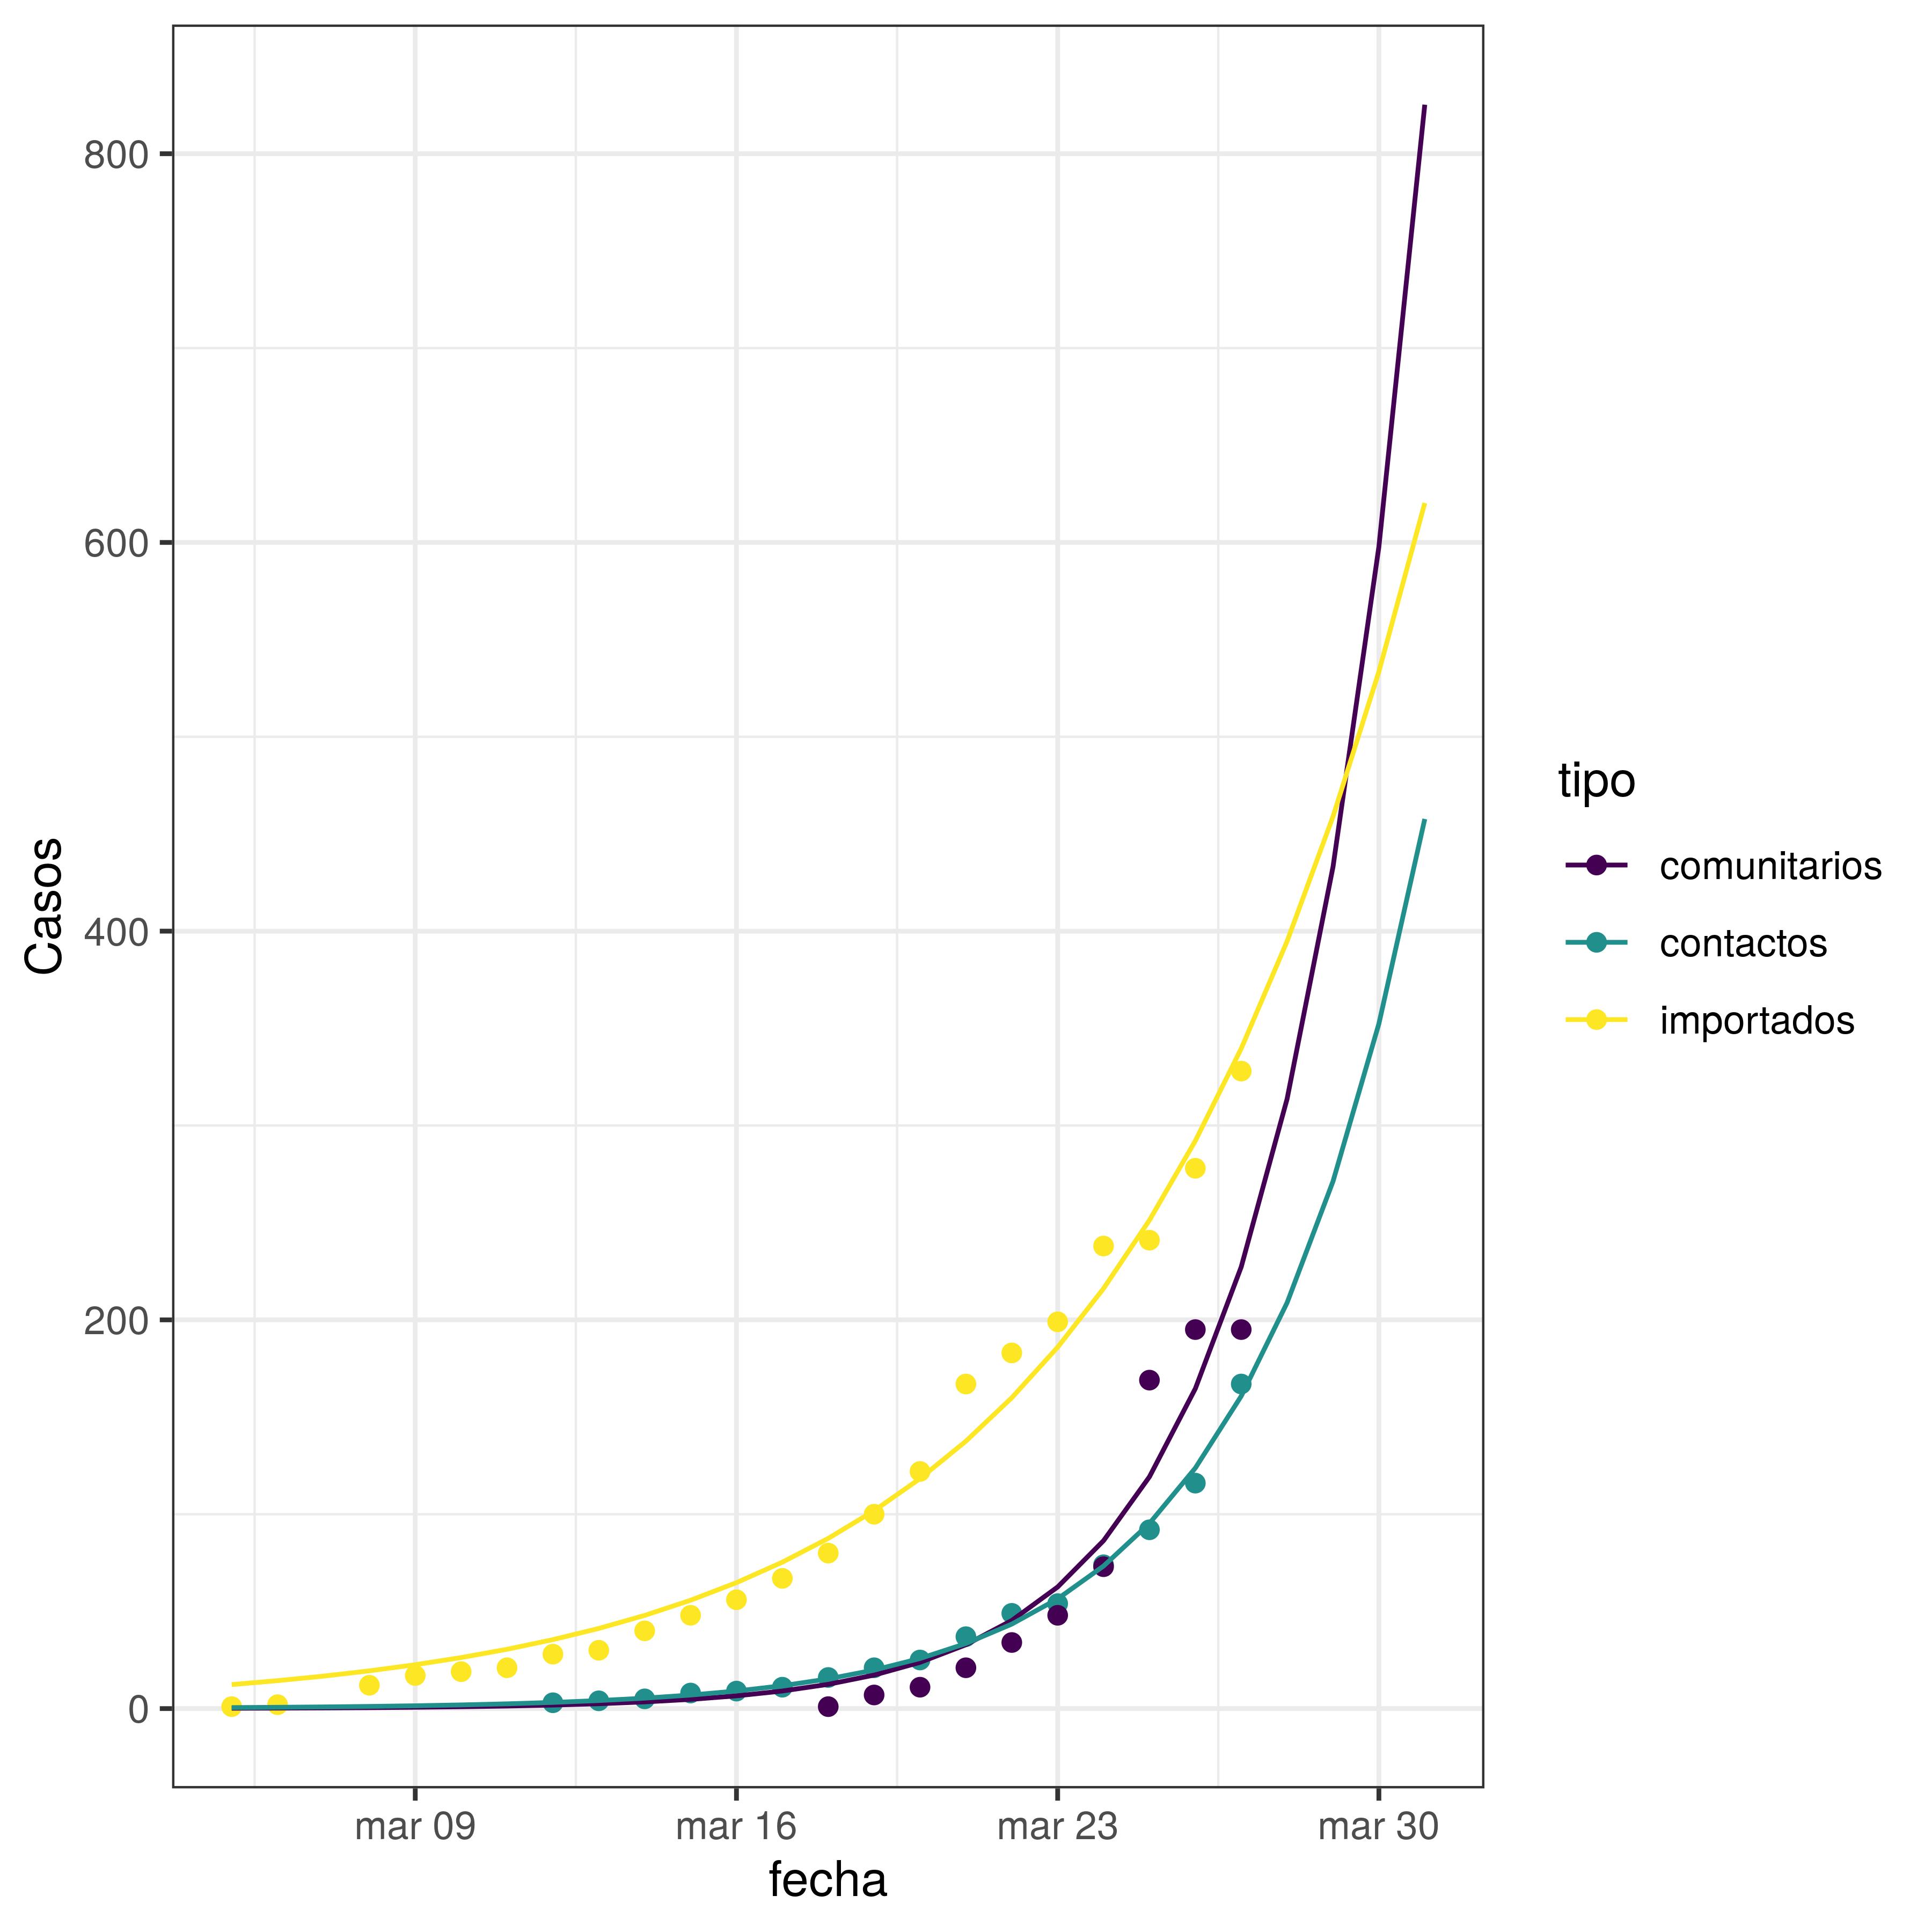 800
600
400
200
0
Casos
mar 09
mar 16
mar 23
mar 30
fecha
tipo
comunitarios
contactos
importados